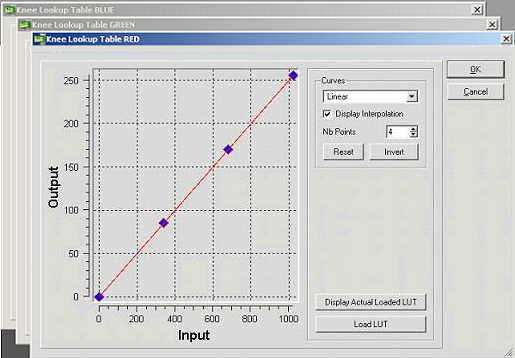 Knee Lookup Table BLUE
Knee Lookup Table GREEN
Knee Lookup Table RED
OK
Cancel
Curves
Linear
Display Interpolation
Nb Points 4
Reset Invert
Display Actual Loaded LUT
Load LUT
250
200
150
100
50
0
Output
0 200 400 600 800 1000
Input